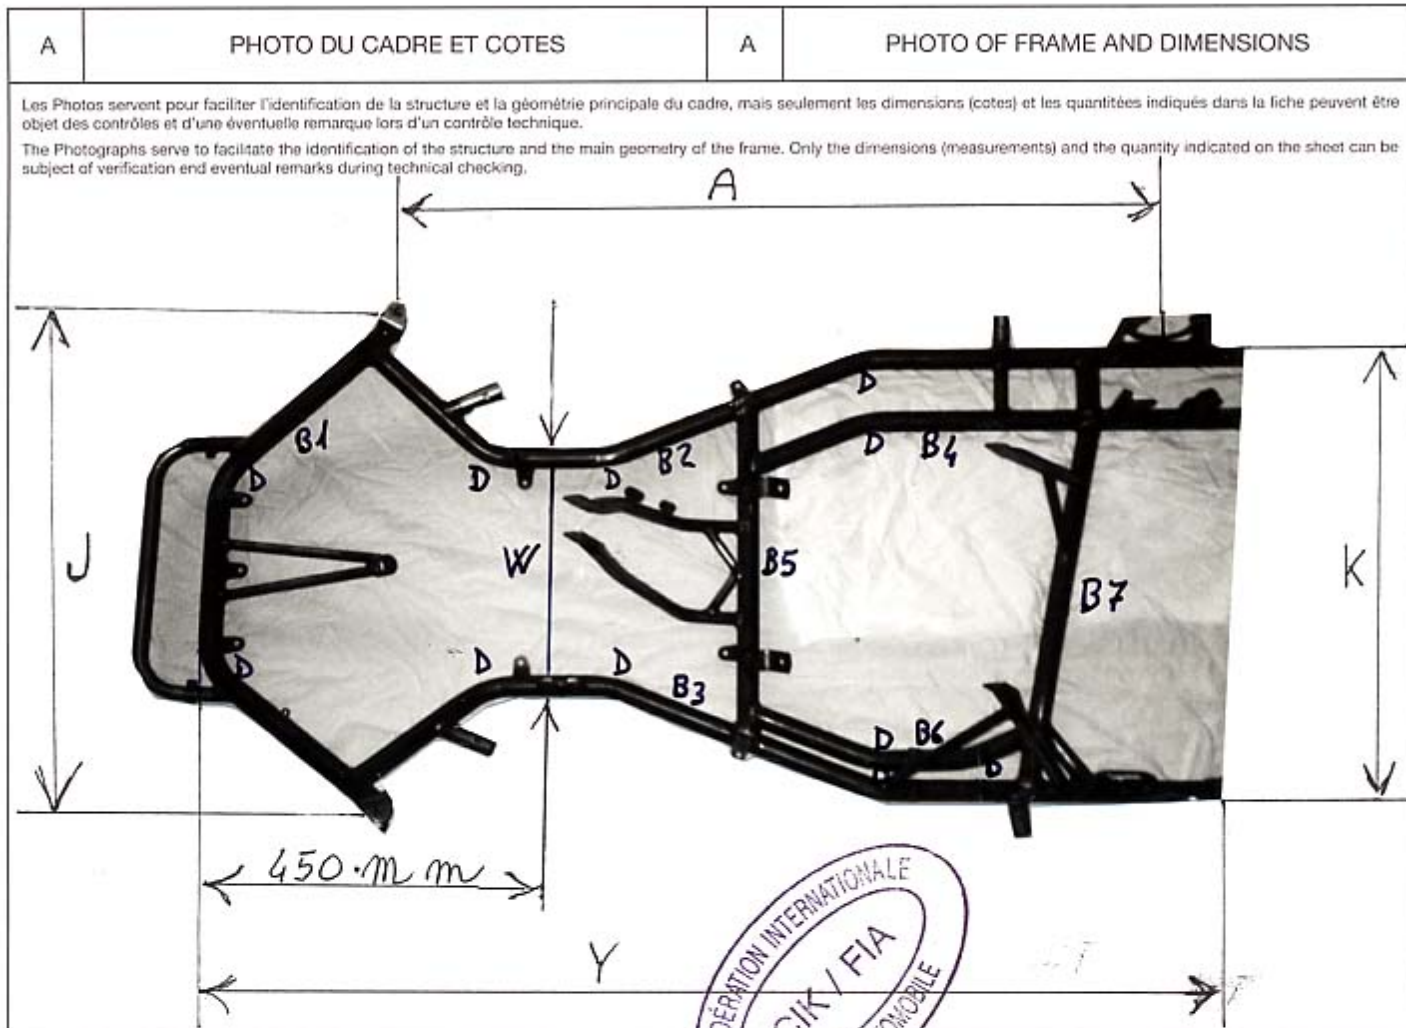 A
PHOTO DU CADRE ET COTES
A
PHOTO OF FRAME AND DIMENSIONS
Les Photos servent pour faciliter l'identification de la structure et la géométrie principale du cadre, mais seulement les dimensions (cotes) et les quantitées indiqués dans la fiche peuvent être
objet des contrôles et d'une éventuelle remarque lors d'un contrôle technique.
The Photographs serve to facilitate the identification of the structure and the main geometry of the frame. Only the dimensions (measurements) and the quantity indicated on the sheet can be
subject of verification end eventual remarks during technical checking.
A
D
B1
B2
D
B4
D
D
D
J
W
B5
K
B7
D
D
D
B3
D
B6
D
D
450.mm
Y
FÉDÉRATION INTERNATIONALE
CIK / FIA
AUTOMOBILE